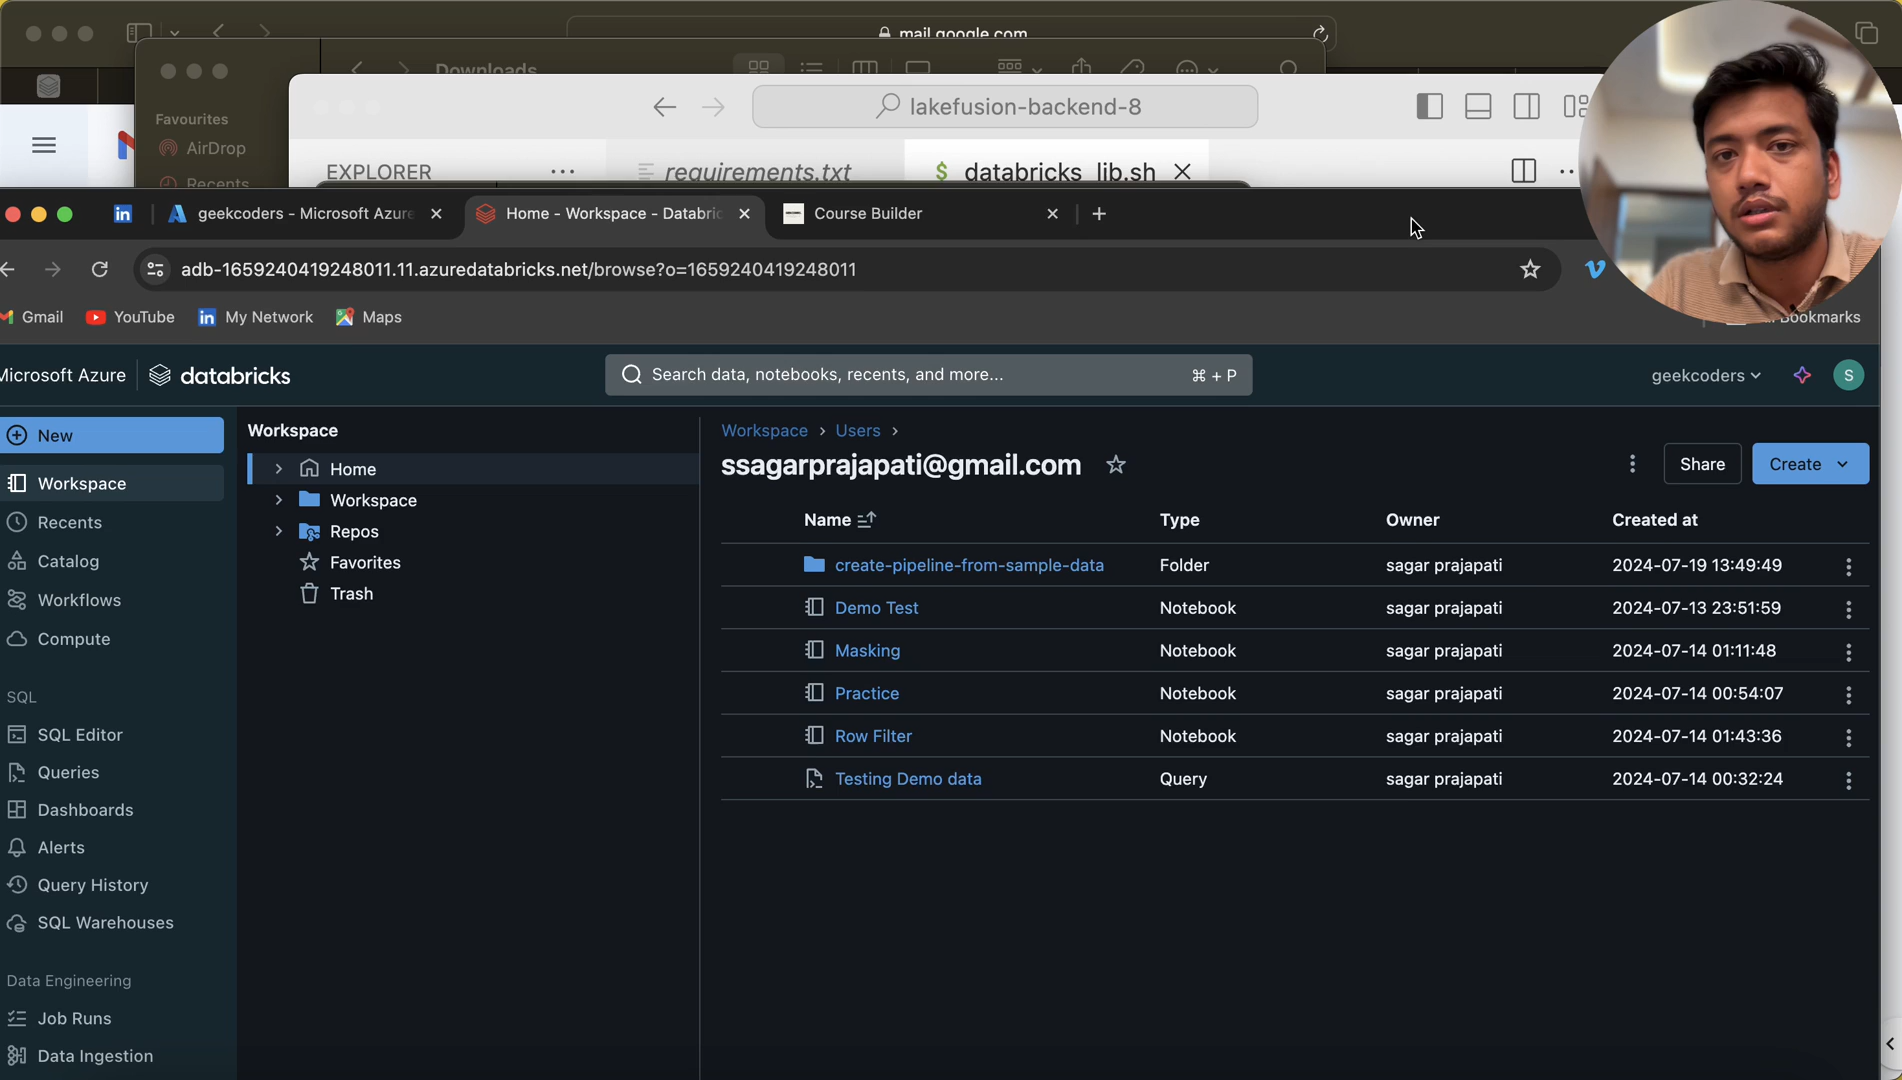 mail.google.com
Downloads
Favourites
AirDrop
Recents
lakefusion-backend-8
EXPLORER
requirements.txt
$ databricks_lib.sh
geekcoders - Microsoft Azure
Home - Workspace - Databric
Course Builder
adb-1659240419248011.11.azuredatabricks.net/browse?o=1659240419248011
Gmail
YouTube
My Network
Maps
Bookmarks
Microsoft Azure
databricks
Search data, notebooks, recents, and more...
⌘ + P
geekcoders
S
New
Workspace
Recents
Catalog
Workflows
Compute
SQL
SQL Editor
Queries
Dashboards
Alerts
Query History
SQL Warehouses
Data Engineering
Job Runs
Data Ingestion
Workspace
Home
Workspace
Repos
Favorites
Trash
Workspace > Users >
ssagarprajapati@gmail.com
Share
Create
Name Type Owner Created at
create-pipeline-from-sample-data Folder sagar prajapati 2024-07-19 13:49:49
Demo Test Notebook sagar prajapati 2024-07-13 23:51:59
Masking Notebook sagar prajapati 2024-07-14 01:11:48
Practice Notebook sagar prajapati 2024-07-14 00:54:07
Row Filter Notebook sagar prajapati 2024-07-14 01:43:36
Testing Demo data Query sagar prajapati 2024-07-14 00:32:24